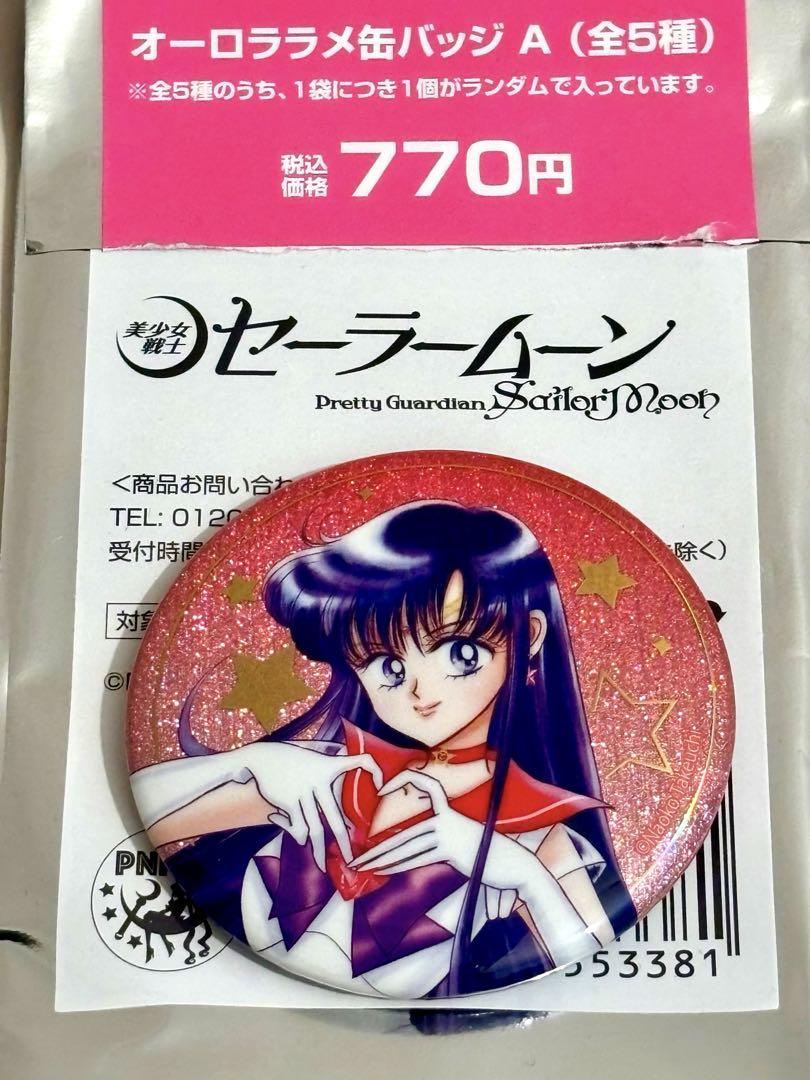 オーロララメ缶バッジ A（全5種）
※全5種のうち、1袋につき1個がランダムで入っています。
税込
価格
770円
美少女
戦士
セーラームーン
Pretty Guardian Sailor Moon
＜商品お問い合わ
TEL: 0120
受付時間
除く）
対象
©Naoko Takeuchi
PN
553381